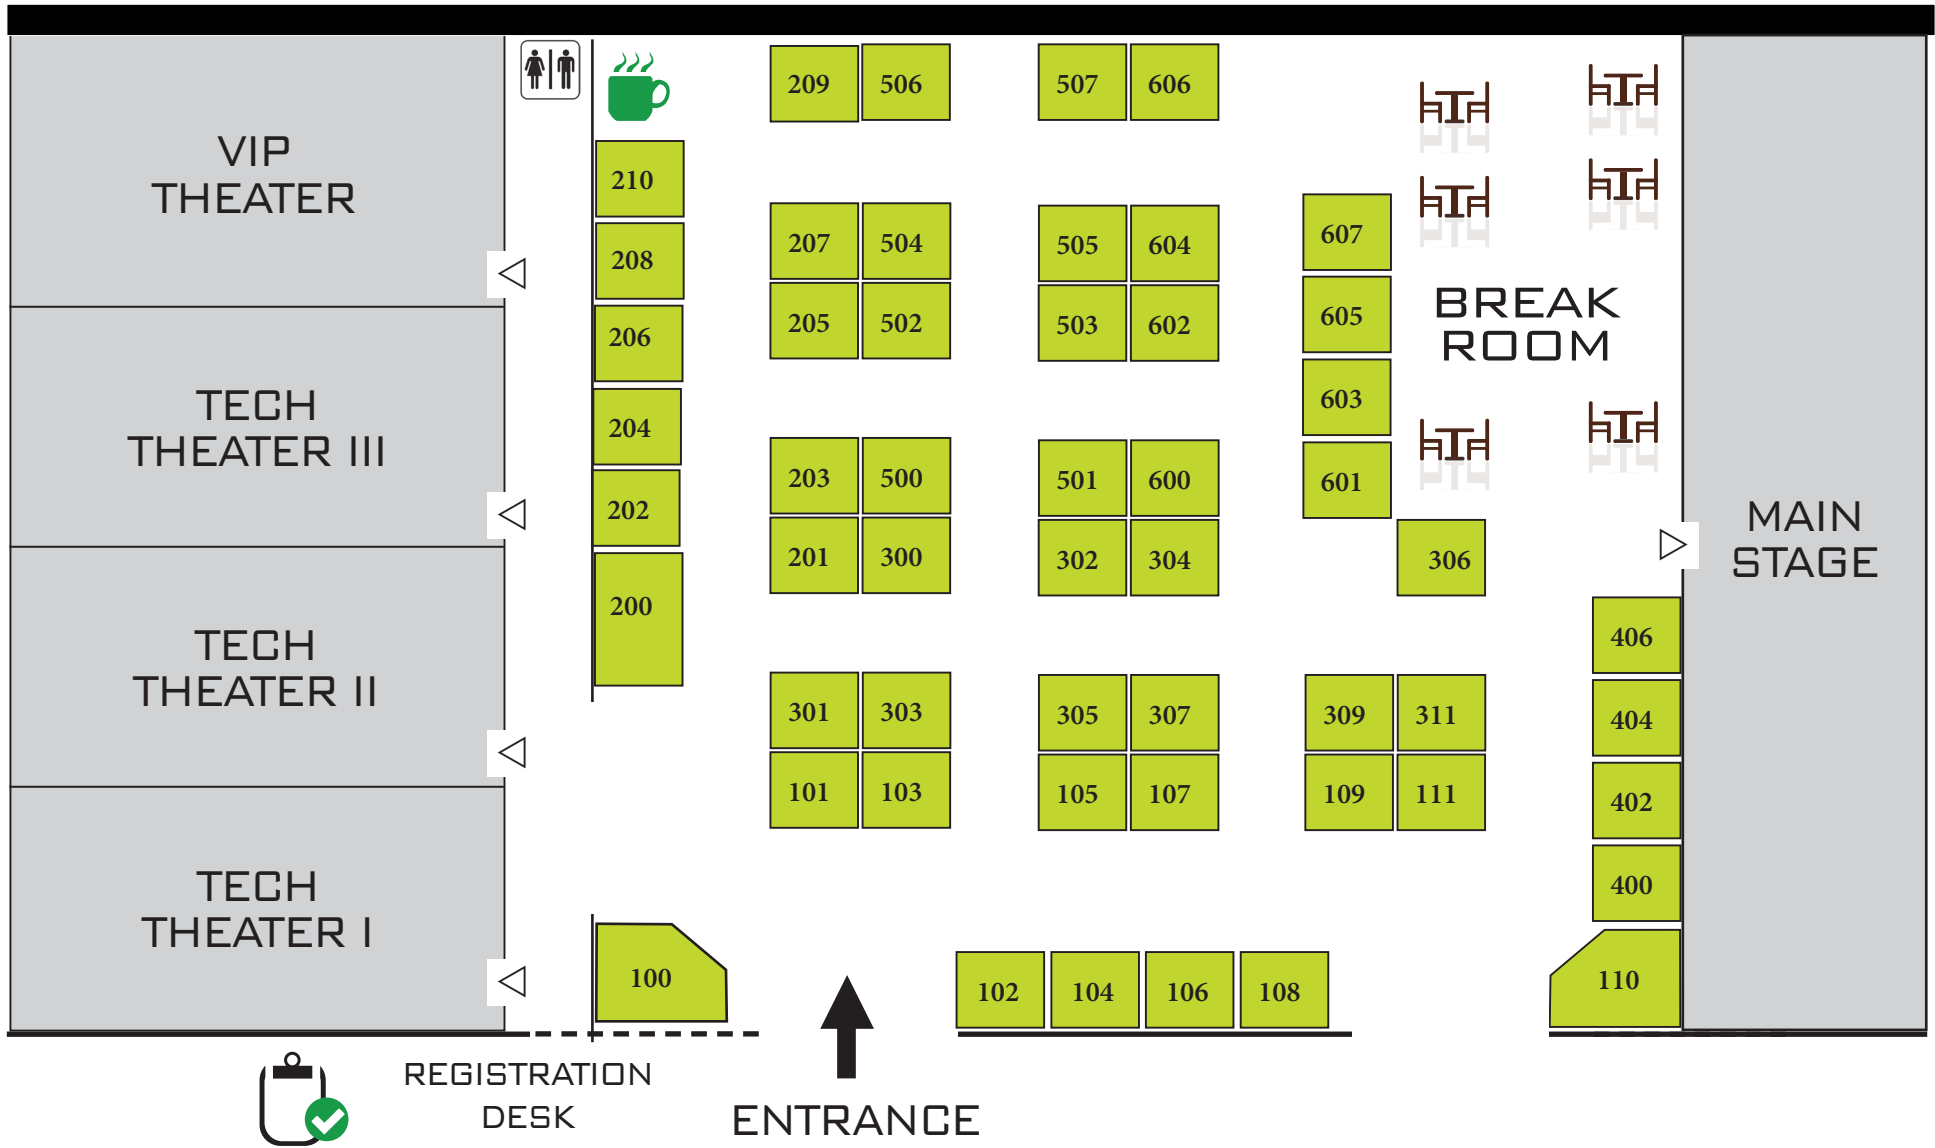 209 506 507 606
VIP
THEATER
210
207 504 505 604 607
208
205 502 503 602 605
BREAK
ROOM
206
TECH
THEATER III
204
603
203 500 501 600 601
202
201 300 302 304 306
MAIN
STAGE
200
406
TECH
THEATER II
301 303 305 307 309 311 404
101 103 105 107 109 111 402
TECH
THEATER I
400
100 102 104 106 108 110
REGISTRATION
DESK
ENTRANCE